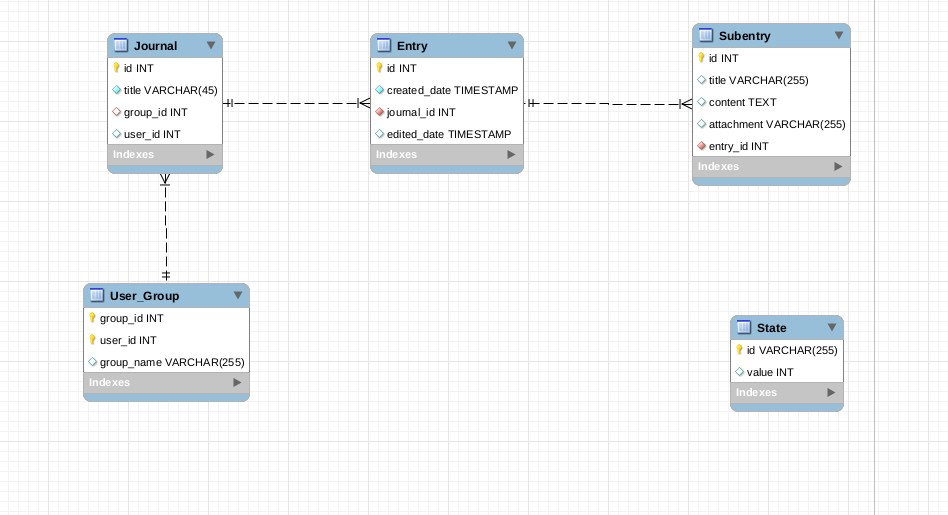 Journal
id INT
title VARCHAR(45)
group_id INT
user_id INT
Indexes
Entry
id INT
created_date TIMESTAMP
journal_id INT
edited_date TIMESTAMP
Indexes
Subentry
id INT
title VARCHAR(255)
content TEXT
attachment VARCHAR(255)
entry_id INT
Indexes
User_Group
group_id INT
user_id INT
group_name VARCHAR(255)
Indexes
State
id VARCHAR(255)
value INT
Indexes